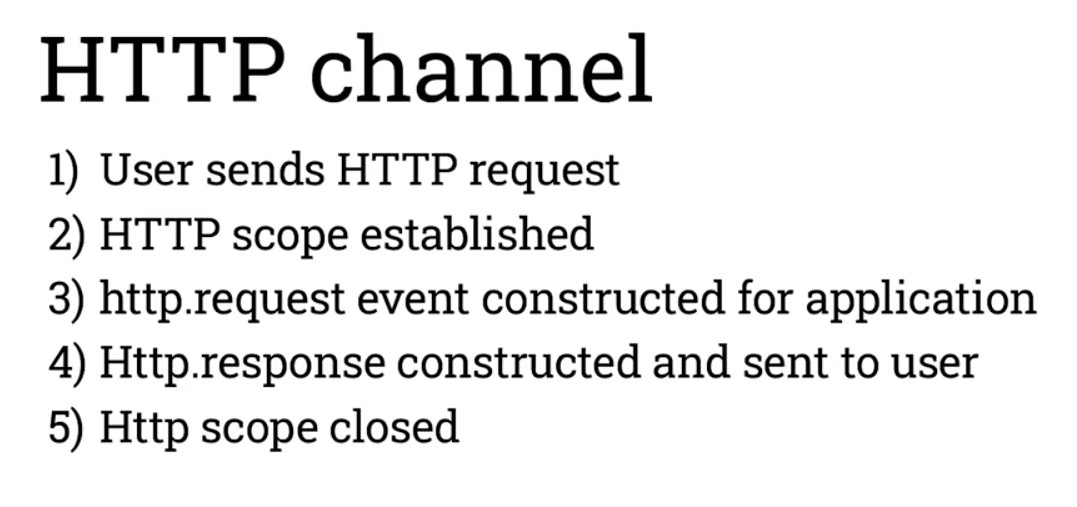 HTTP channel
1) User sends HTTP request
2) HTTP scope established
3) http.request event constructed for application
4) Http.response constructed and sent to user
5) Http scope closed